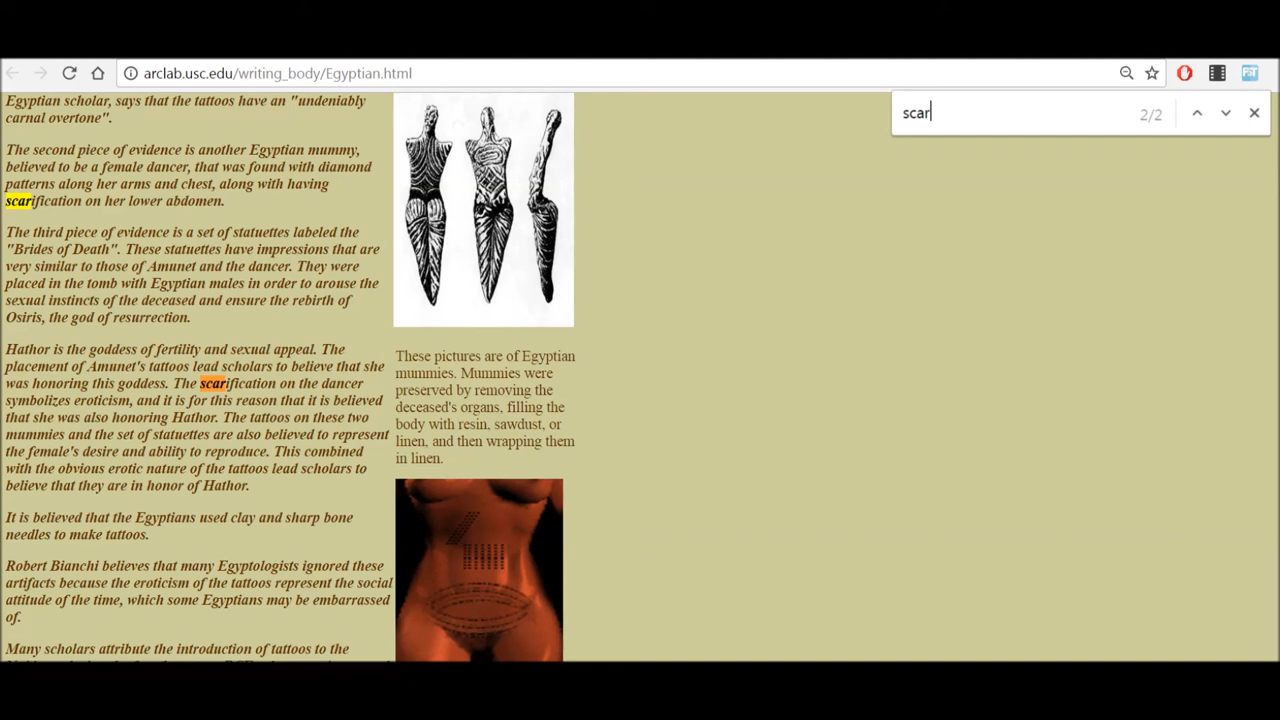 arclab.usc.edu/writing_body/Egyptian.html
scar
2/2
Egyptian scholar, says that the tattoos have an "undeniably
carnal overtone".
The second piece of evidence is another Egyptian mummy,
believed to be a female dancer, that was found with diamond
patterns along her arms and chest, along with having
scarification on her lower abdomen.
The third piece of evidence is a set of statuettes labeled the
"Brides of Death". These statuettes have impressions that are
very similar to those of Amunet and the dancer. They were
placed in the tomb with Egyptian males in order to arouse the
sexual instincts of the deceased and ensure the rebirth of
Osiris, the god of resurrection.
Hathor is the goddess of fertility and sexual appeal. The
placement of Amunet's tattoos lead scholars to believe that she
was honoring this goddess. The scarification on the dancer
symbolizes eroticism, and it is for this reason that it is believed
that she was also honoring Hathor. The tattoos on these two
mummies and the set of statuettes are also believed to represent
the female's desire and ability to reproduce. This combined
with the obvious erotic nature of the tattoos lead scholars to
believe that they are in honor of Hathor.
It is believed that the Egyptians used clay and sharp bone
needles to make tattoos.
Robert Bianchi believes that many Egyptologists ignored these
artifacts because the eroticism of the tattoos represent the social
attitude of the time, which some Egyptians may be embarrassed
of.
Many scholars attribute the introduction of tattoos to the
These pictures are of Egyptian
mummies. Mummies were
preserved by removing the
deceased's organs, filling the
body with resin, sawdust, or
linen, and then wrapping them
in linen.